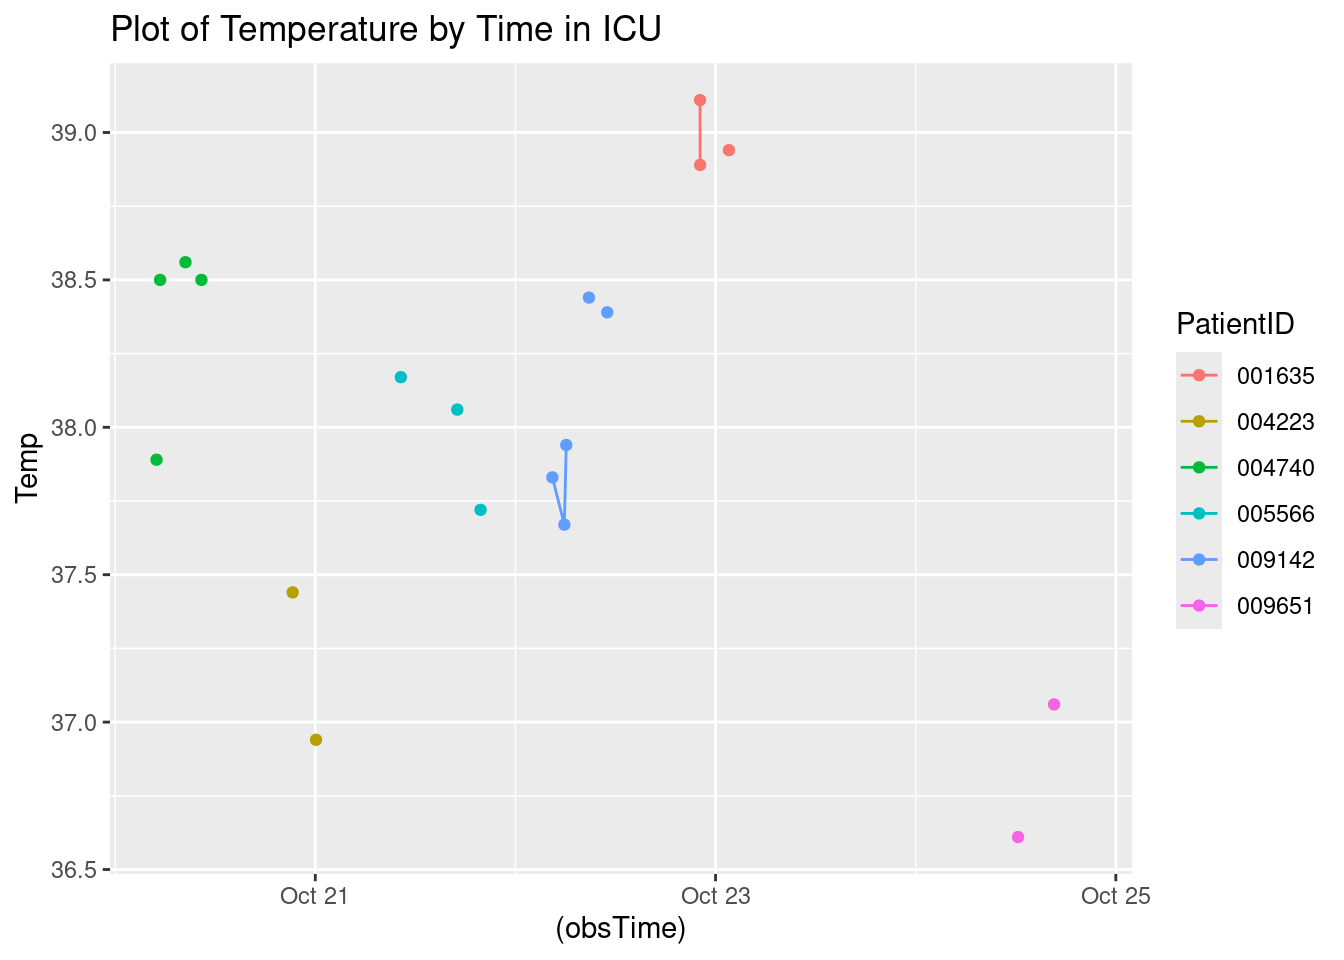 Plot of Temperature by Time in ICU
39.0
38.5
38.0
37.5
37.0
36.5
Temp
Oct 21
Oct 23
Oct 25
(obsTime)
PatientID
001635
004223
004740
005566
009142
009651